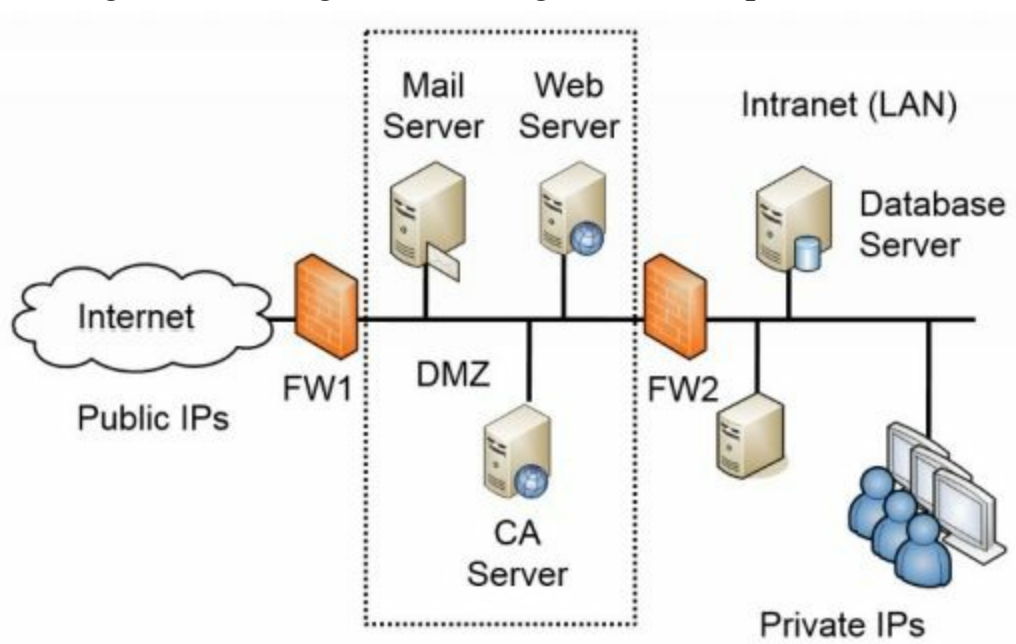 Mail
Server
Web
Server
Intranet (LAN)
Database
Server
Internet
FW1
DMZ
FW2
Public IPs
CA
Server
Private IPs